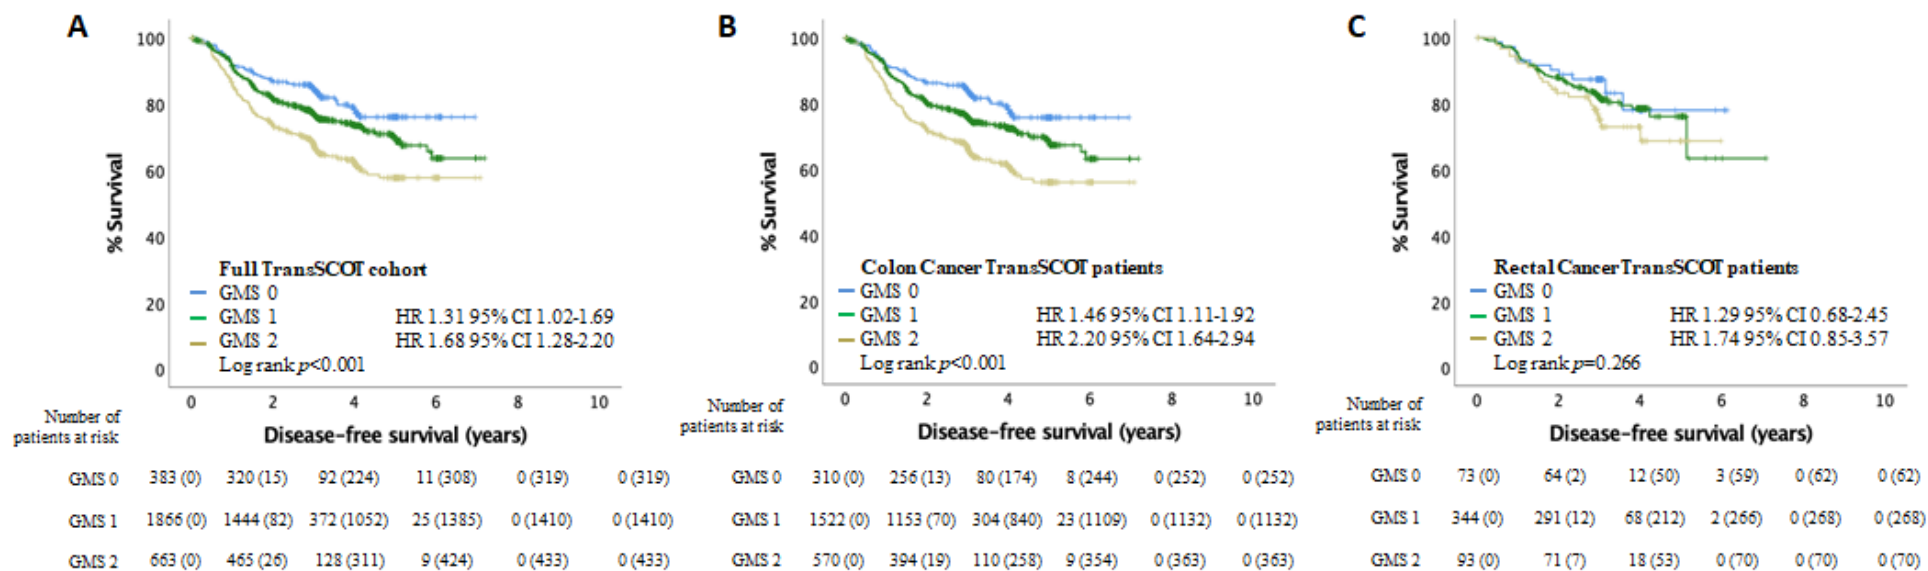 A
100
80
60
40
20
0
% Survival
Full TransSCOT cohort
GMS 0
GMS 1 HR 1.31 95% CI 1.02-1.69
GMS 2 HR 1.68 95% CI 1.28-2.20
Log rank p<0.001
0 2 4 6 8 10
Disease-free survival (years)
Number of
patients at risk
GMS 0 383 (0) 320 (15) 92 (224) 11 (308) 0 (319) 0 (319)
GMS 1 1866 (0) 1444 (82) 372 (1052) 25 (1385) 0 (1410) 0 (1410)
GMS 2 663 (0) 465 (26) 128 (311) 9 (424) 0 (433) 0 (433)
B
100
80
60
40
20
0
% Survival
Colon Cancer TransSCOT patients
GMS 0
GMS 1 HR 1.46 95% CI 1.11-1.92
GMS 2 HR 2.20 95% CI 1.64-2.94
Log rank p<0.001
0 2 4 6 8 10
Disease-free survival (years)
Number of
patients at risk
GMS 0 310 (0) 256 (13) 80 (174) 8 (244) 0 (252) 0 (252)
GMS 1 1522 (0) 1153 (70) 304 (840) 23 (1109) 0 (1132) 0 (1132)
GMS 2 570 (0) 394 (19) 110 (258) 9 (354) 0 (363) 0 (363)
C
100
80
60
40
20
0
% Survival
Rectal Cancer TransSCOT patients
GMS 0
GMS 1 HR 1.29 95% CI 0.68-2.45
GMS 2 HR 1.74 95% CI 0.85-3.57
Log rank p=0.266
0 2 4 6 8 10
Disease-free survival (years)
Number of
patients at risk
GMS 0 73 (0) 64 (2) 12 (50) 3 (59) 0 (62) 0 (62)
GMS 1 344 (0) 291 (12) 68 (212) 2 (266) 0 (268) 0 (268)
GMS 2 93 (0) 71 (7) 18 (53) 0 (70) 0 (70) 0 (70)